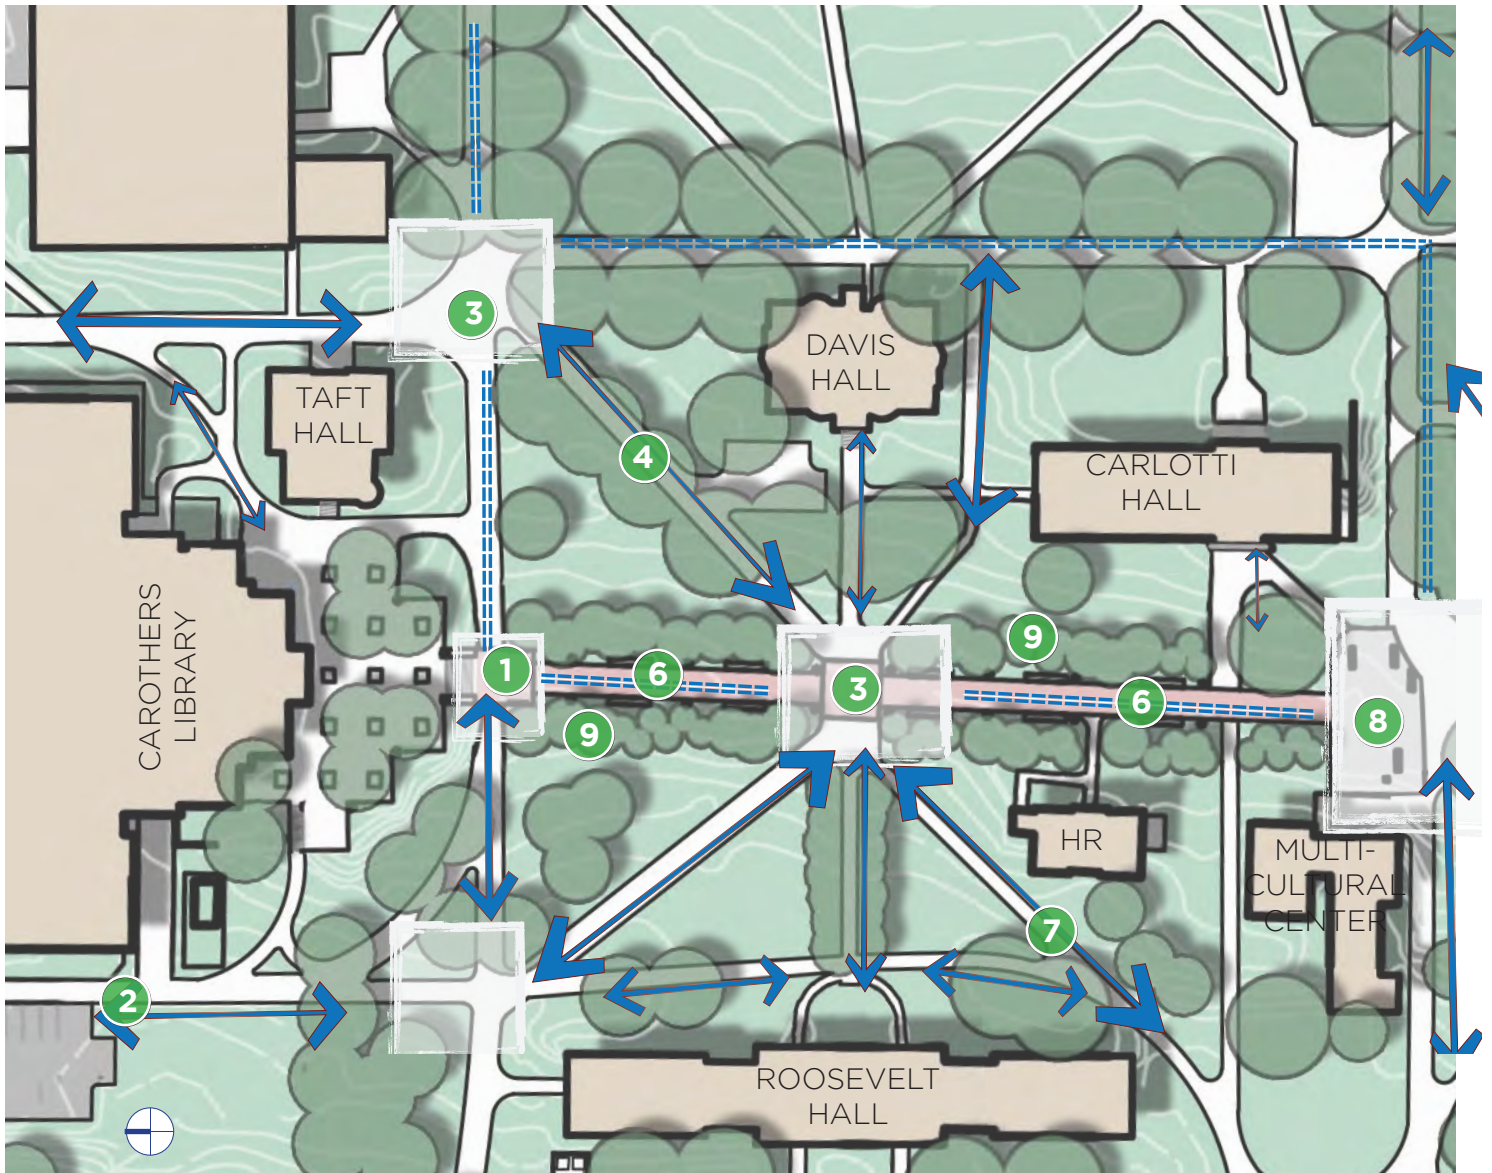 3
DAVIS
HALL
TAFT
HALL
4
CARLOTTI
HALL
CAROTHERS
LIBRARY
9
1
6
3
6
8
9
HR
MULTI-
CULTURAL
CENTER
7
2
ROOSEVELT
HALL